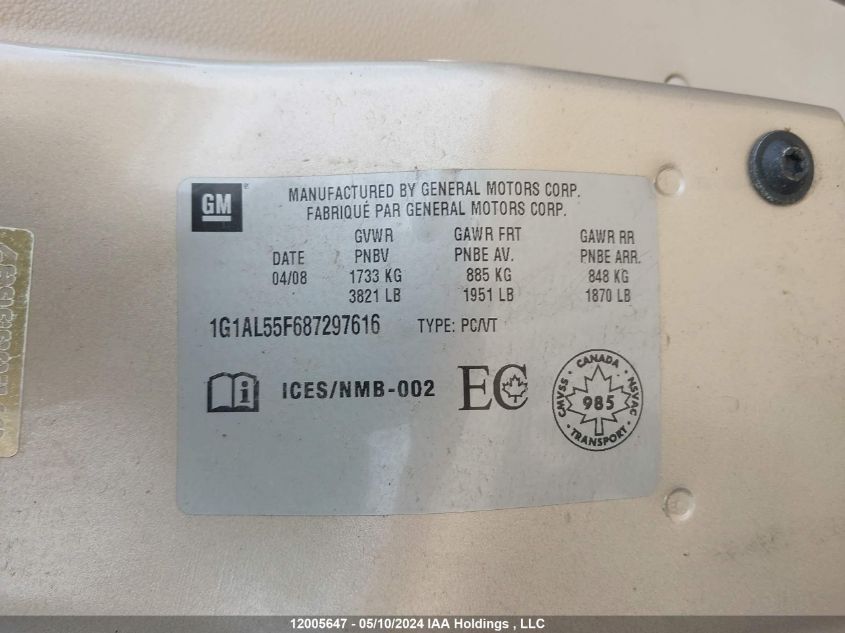 GM ®
MANUFACTURED BY GENERAL MOTORS CORP.
FABRIQUÉ PAR GENERAL MOTORS CORP.
GVWR GAWR FRT GAWR RR
DATE PNBV PNBE AV. PNBE ARR.
04/08 1733 KG 885 KG 848 KG
3821 LB 1951 LB 1870 LB
1G1AL55F687297616 TYPE: PC/VT
i ICES/NMB-002 EC
CANADA
CMVSS 985 NSVAC
TRANSPORT
12005647 - 05/10/2024 IAA Holdings , LLC